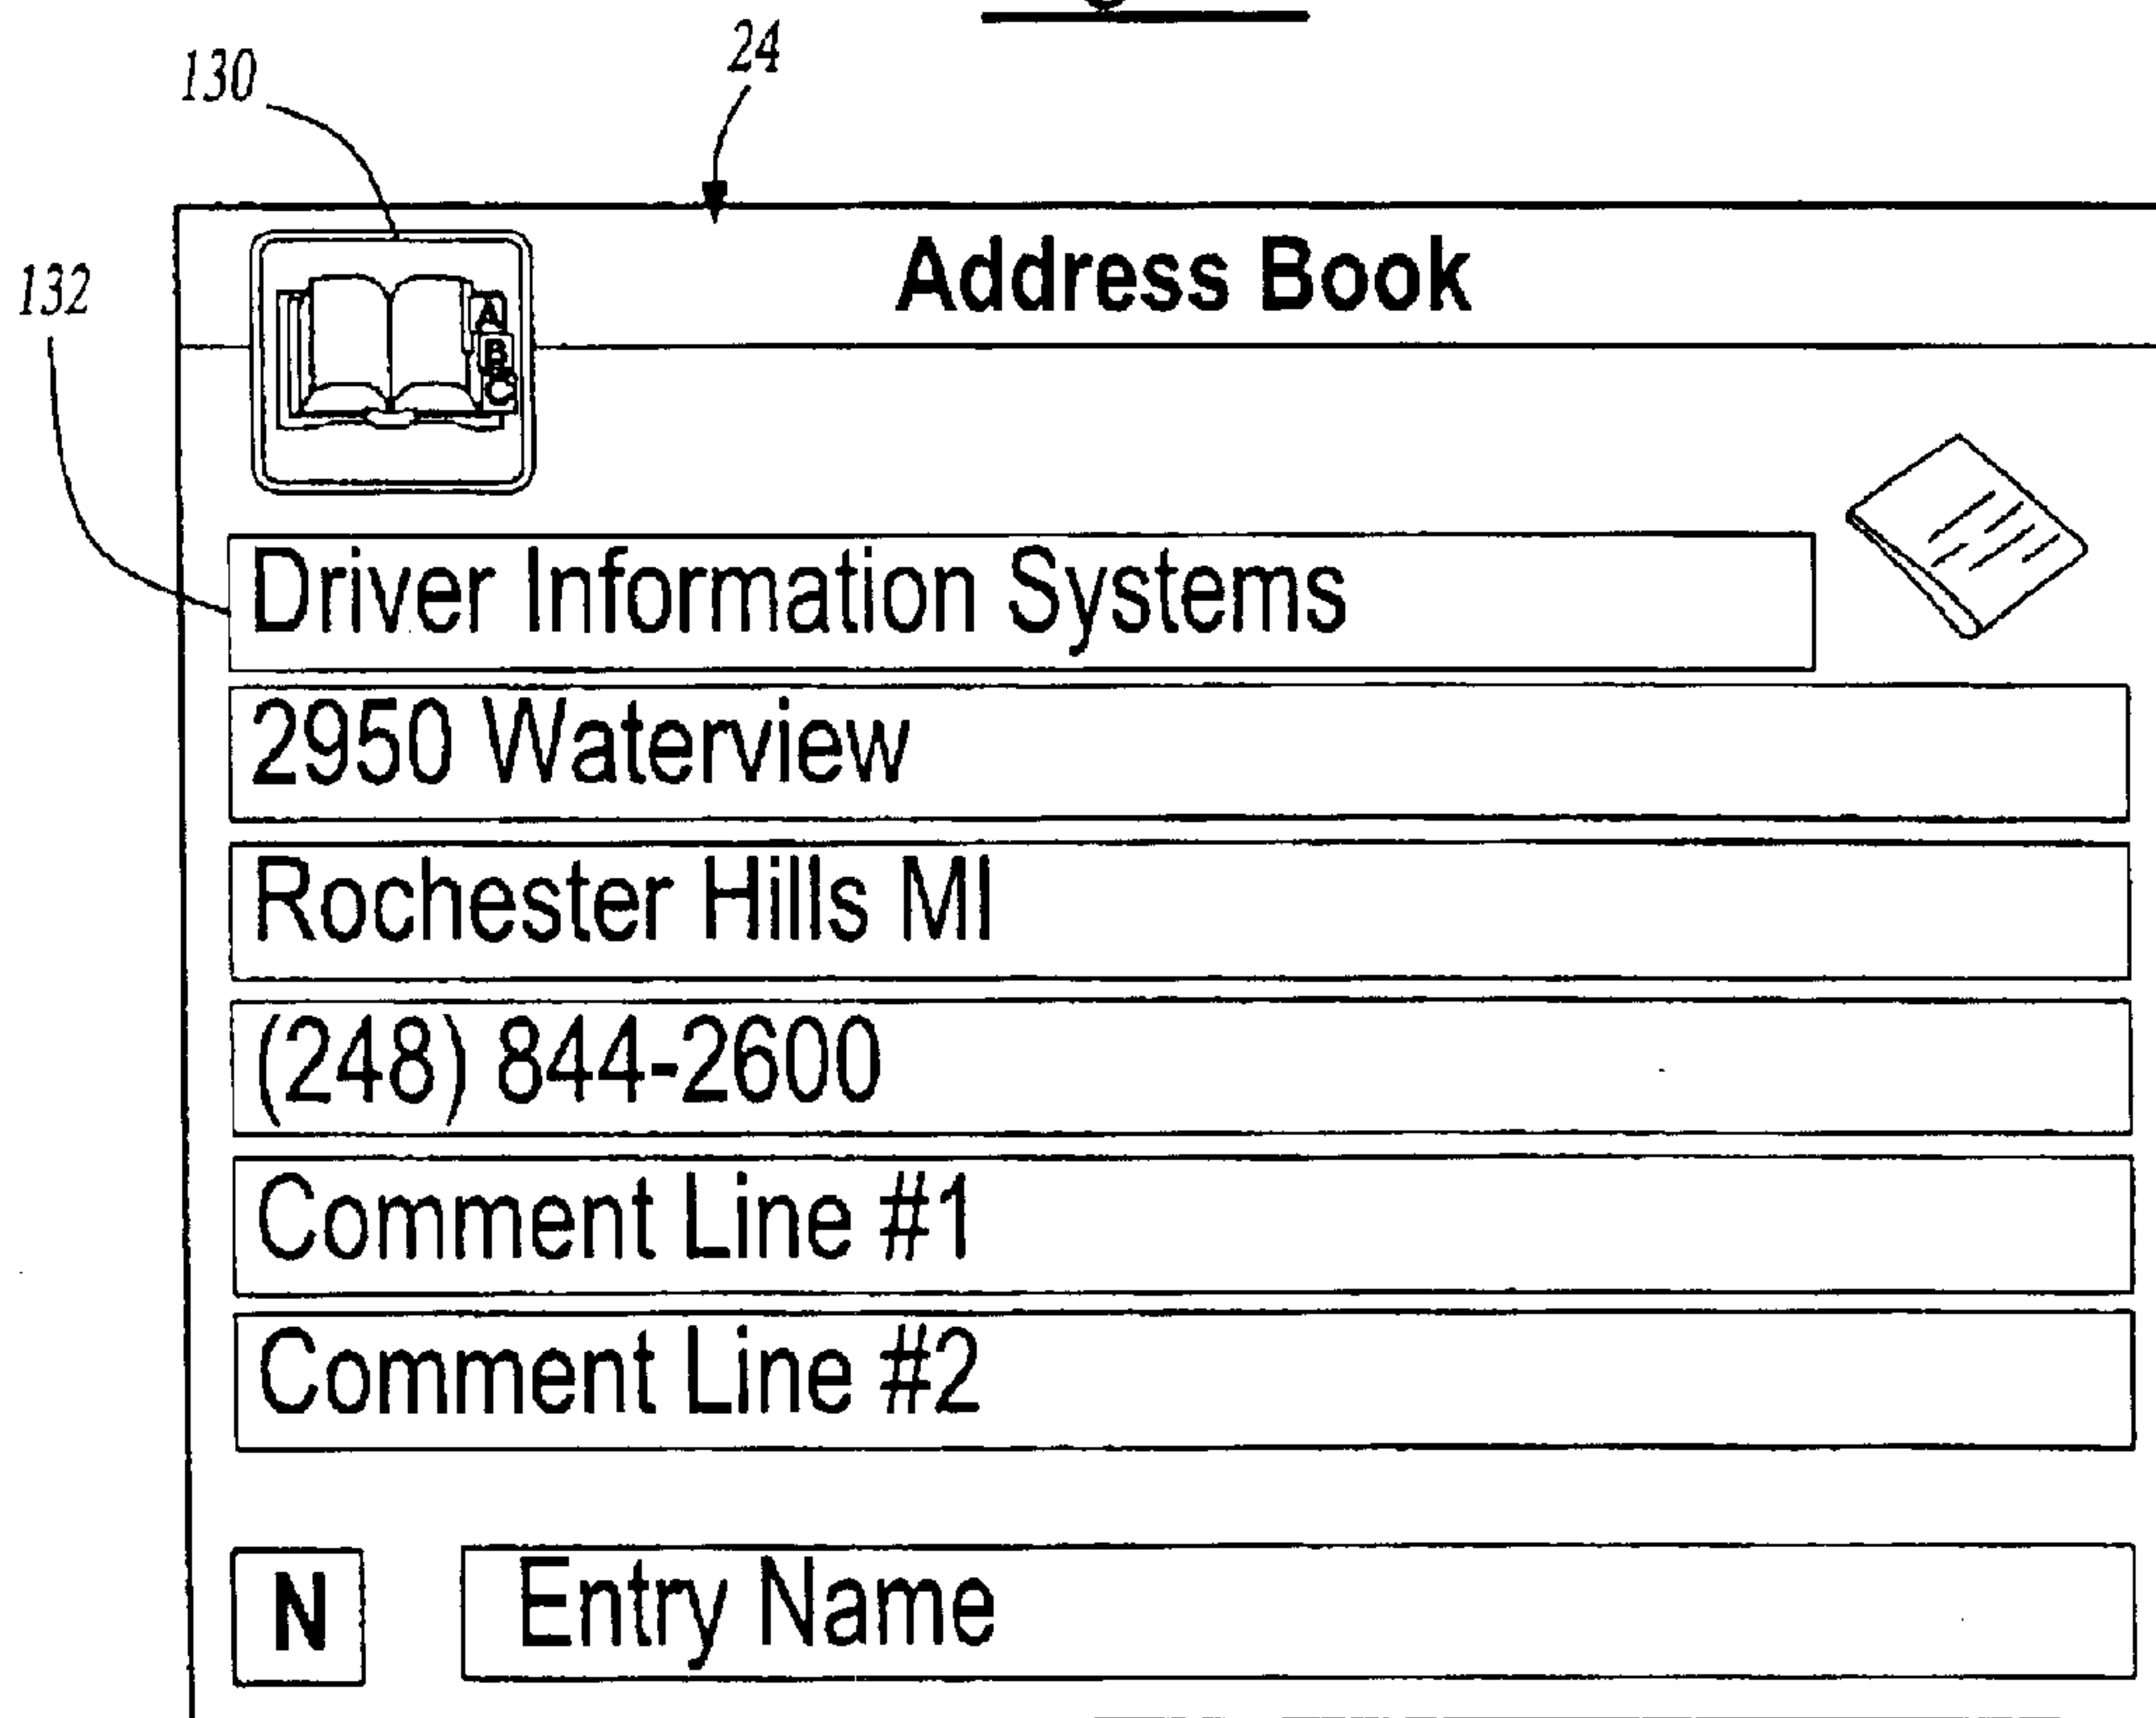 24
130
Address Book
132
A
B
C
Driver Information Systems
2950 Waterview
Rochester Hills MI
(248) 844-2600
Comment Line #1
Comment Line #2
N Entry Name